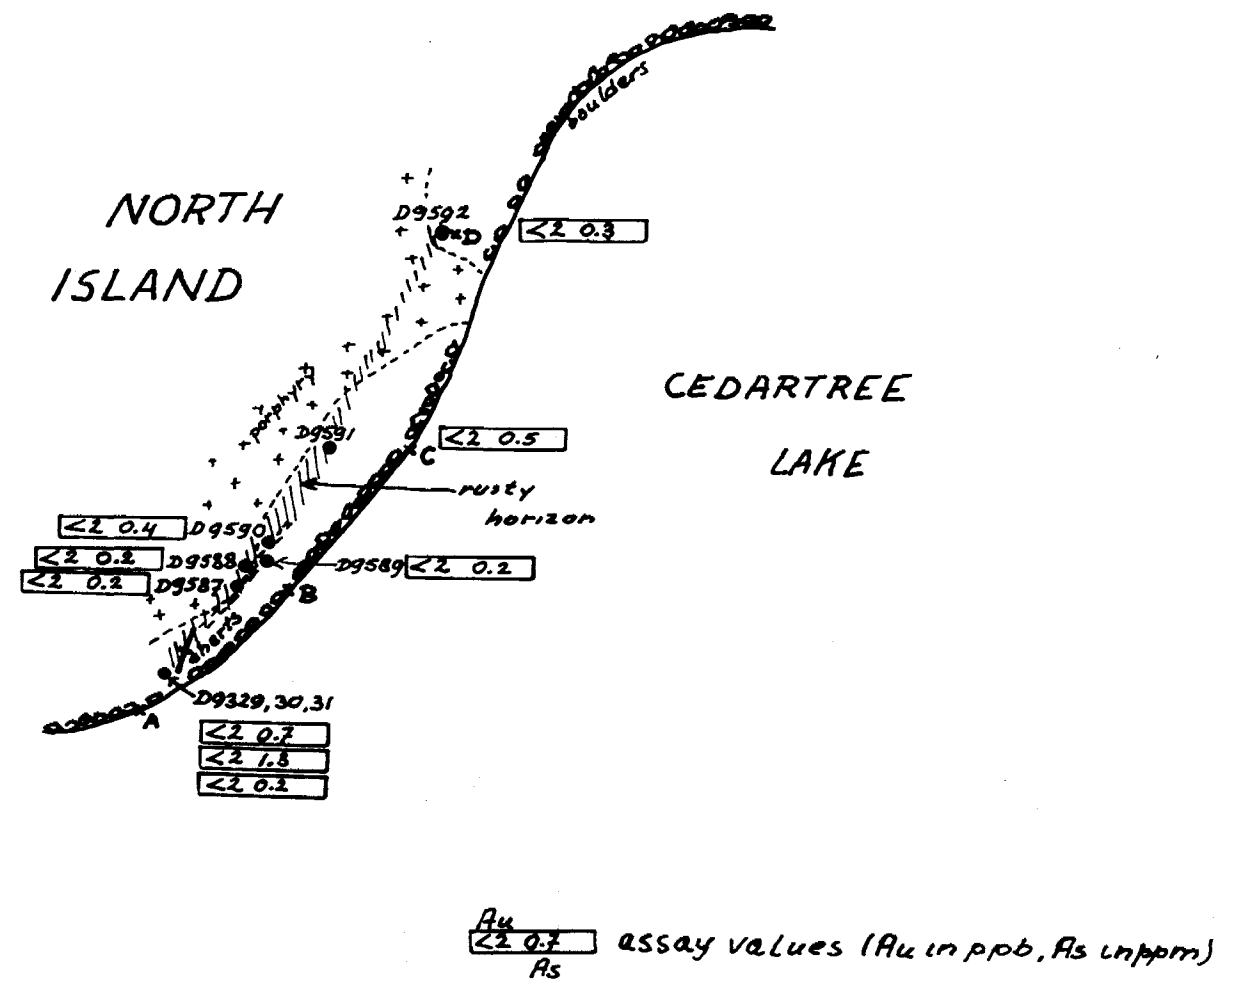 boulders
NORTH
ISLAND
D9592
D
<2 0.3
CEDARTREE
LAKE
porphyry
D9591
<2 0.5
C
rusty
horizon
<2 0.4 D9590
<2 0.2 D9588
D9589 <2 0.2
<2 0.2 D9587
B
cherts
D9329,30,31
A
<2 0.7
<2 1.3
<2 0.2
Au
<2 0.7 assay values (Au in ppb, As in ppm)
As